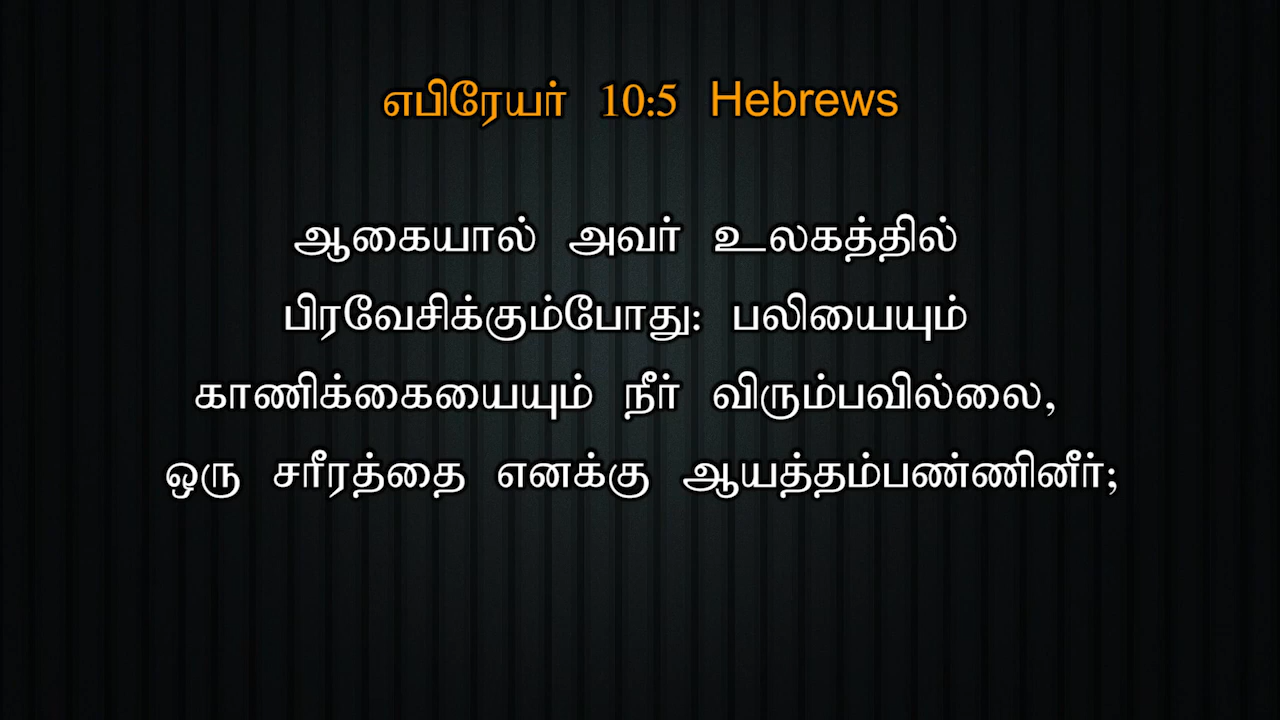 எபிரேயர் 10:5 Hebrews
ஆகையால் அவர் உலகத்தில்
பிரவேசிக்கும்போது: பலியையும்
காணிக்கையையும் நீர் விரும்பவில்லை,
ஒரு சரீரத்தை எனக்கு ஆயத்தம்பண்ணினீர்;